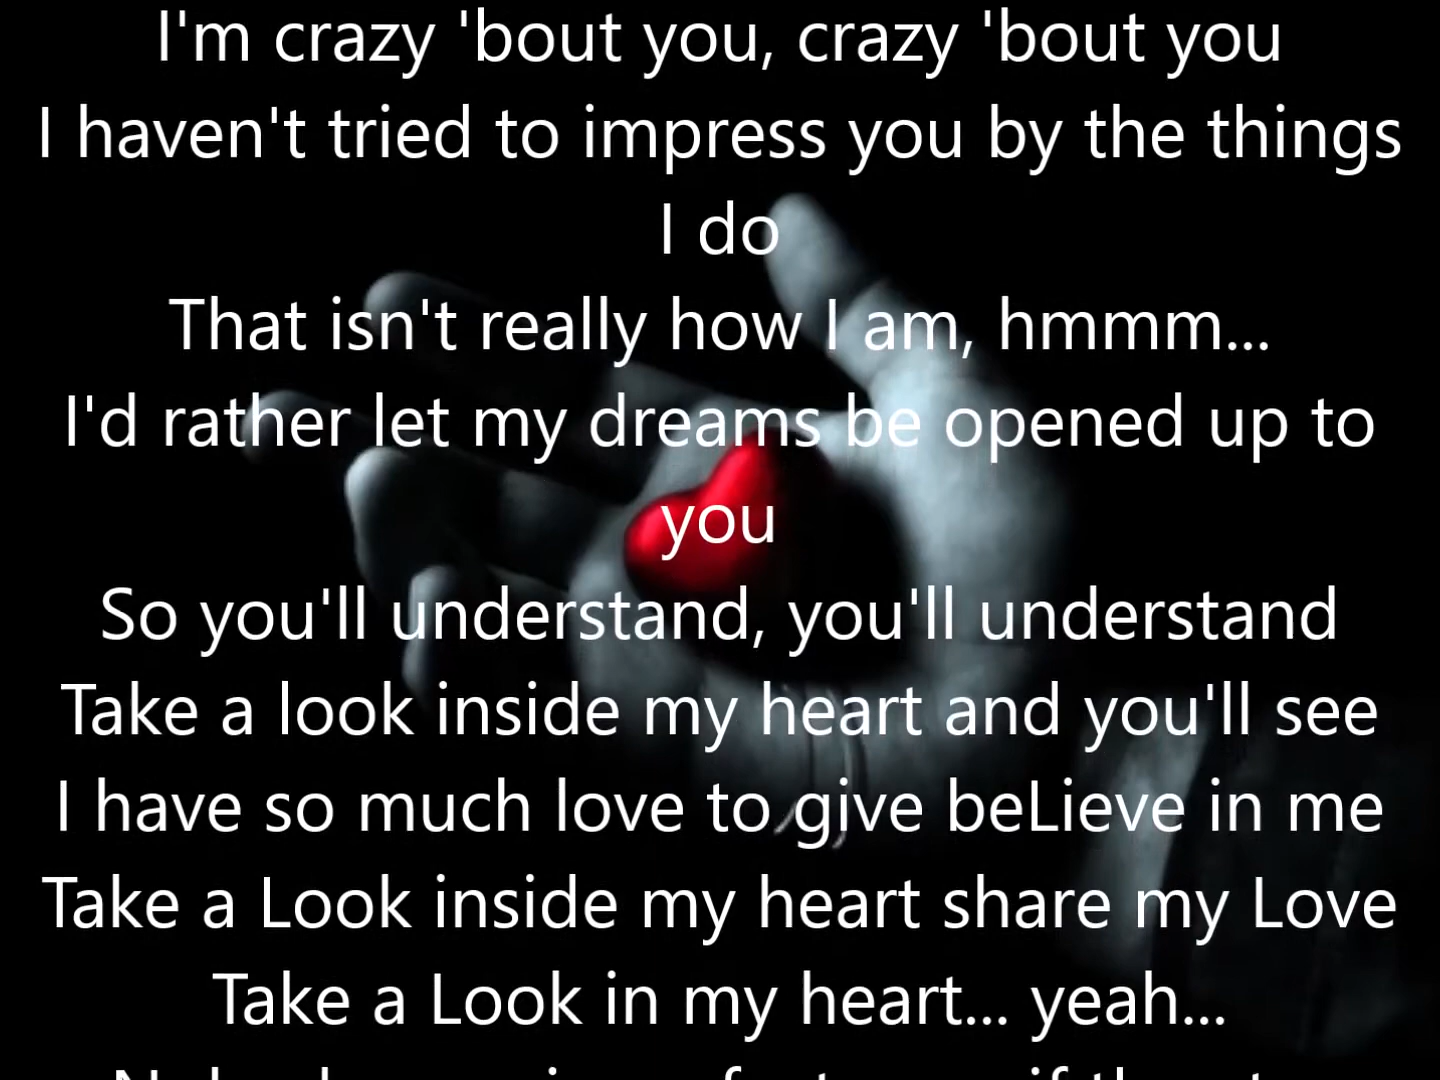 I'm crazy 'bout you, crazy 'bout you
I haven't tried to impress you by the things
I do
That isn't really how I am, hmmm...
I'd rather let my dreams be opened up to
you
So you'll understand, you'll understand
Take a look inside my heart and you'll see
I have so much love to give beLieve in me
Take a Look inside my heart share my Love
Take a Look in my heart... yeah...